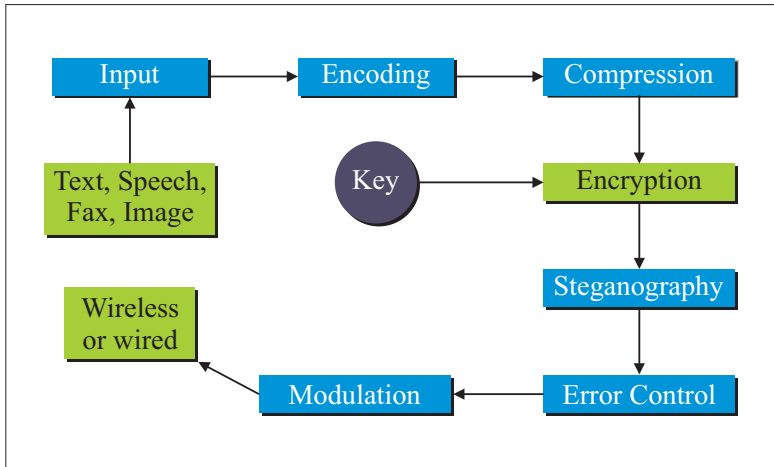 Input
Encoding
Compression
Text, Speech,
Fax, Image
Key
Encryption
Steganography
Wireless
or wired
Modulation
Error Control